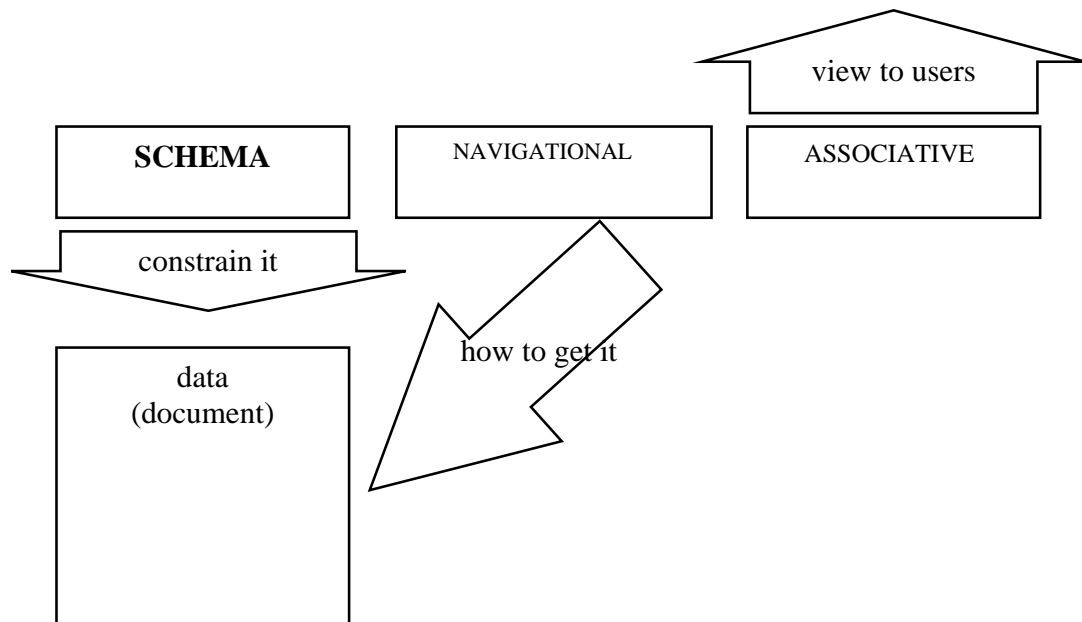 view to users
SCHEMA
NAVIGATIONAL
ASSOCIATIVE
constrain it
how to get it
data
(document)